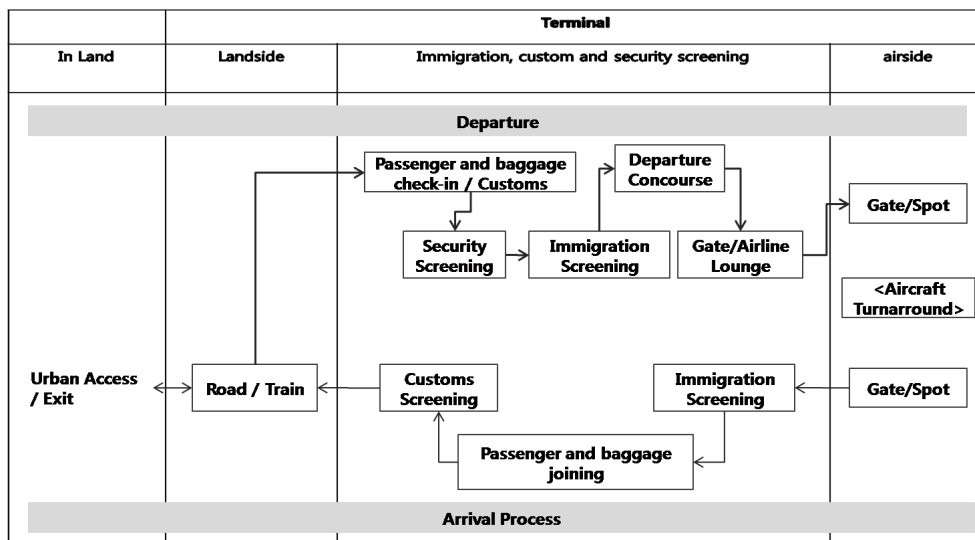 Terminal
In Land
Landside
Immigration, custom and security screening
airside
Departure
Passenger and baggage
check-in / Customs
Departure
Concourse
Gate/Spot
Security
Screening
Immigration
Screening
Gate/Airline
Lounge
<Aircraft
Turnarround>
Urban Access
/ Exit
Road / Train
Customs
Screening
Immigration
Screening
Gate/Spot
Passenger and baggage
joining
Arrival Process